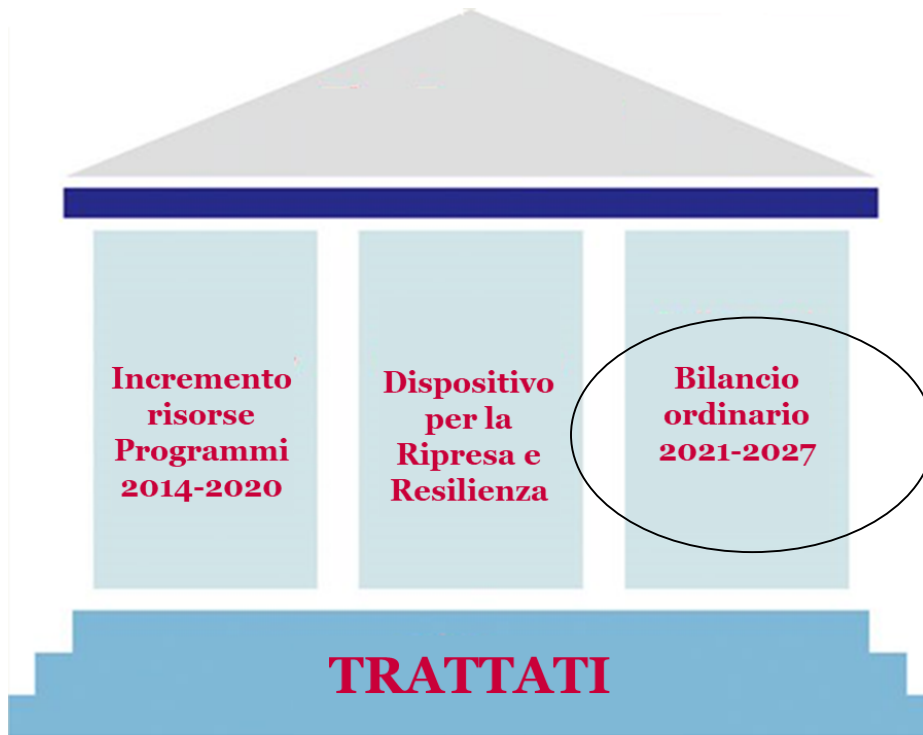 Incremento
risorse
Programmi
2014-2020
Dispositivo
per la
Ripresa e
Resilienza
Bilancio
ordinario
2021-2027
TRATTATI